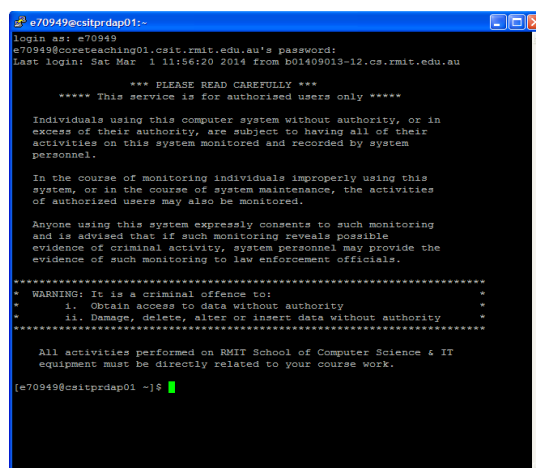 e70949@csitprdap01:~
login as: e70949
e70949@coreteaching01.csit.rmit.edu.au's password:
Last login: Sat Mar  1 11:56:20 2014 from b01409013-12.cs.rmit.edu.au
*** PLEASE READ CAREFULLY ***
***** This service is for authorised users only *****
Individuals using this computer system without authority, or in
excess of their authority, are subject to having all of their
activities on this system monitored and recorded by system
personnel.
In the course of monitoring individuals improperly using this
system, or in the course of system maintenance, the activities
of authorized users may also be monitored.
Anyone using this system expressly consents to such monitoring
and is advised that if such monitoring reveals possible
evidence of criminal activity, system personnel may provide the
evidence of such monitoring to law enforcement officials.
*************************************************************************
*  WARNING: It is a criminal offence to:                                *
*       i.  Obtain access to data without authority                     *
*       ii. Damage, delete, alter or insert data without authority      *
*************************************************************************
All activities performed on RMIT School of Computer Science & IT
equipment must be directly related to your course work.
[e70949@csitprdap01 ~]$